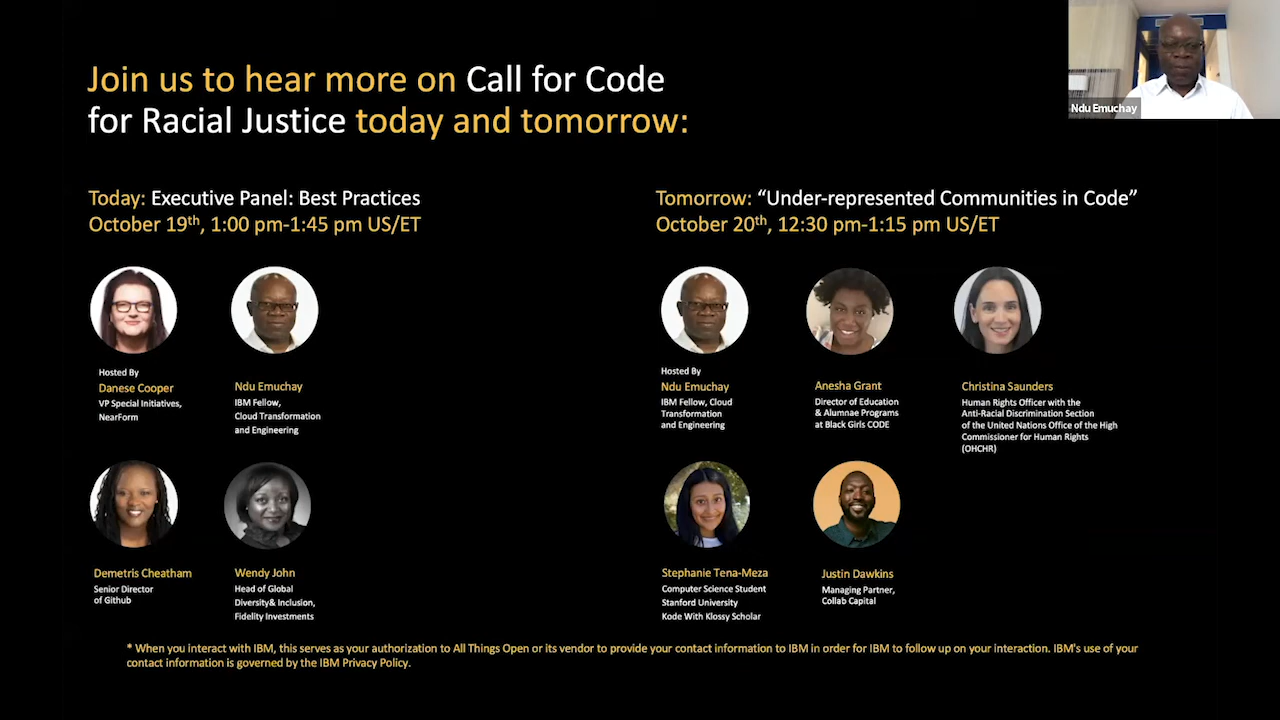 Join us to hear more on Call for Code
for Racial Justice today and tomorrow:
Ndu Emuchay
Today: Executive Panel: Best Practices
October 19th, 1:00 pm-1:45 pm US/ET
Hosted By
Danese Cooper
VP Special Initiatives,
NearForm
Ndu Emuchay
IBM Fellow,
Cloud Transformation
and Engineering
Demetris Cheatham
Senior Director
of Github
Wendy John
Head of Global
Diversity& Inclusion,
Fidelity Investments
Tomorrow: “Under-represented Communities in Code”
October 20th, 12:30 pm-1:15 pm US/ET
Hosted By
Ndu Emuchay
IBM Fellow, Cloud
Transformation
and Engineering
Anesha Grant
Director of Education
& Alumnae Programs
at Black Girls CODE
Christina Saunders
Human Rights Officer with the
Anti-Racial Discrimination Section
of the United Nations Office of the High
Commissioner for Human Rights
(OHCHR)
Stephanie Tena-Meza
Computer Science Student
Stanford University
Kode With Klossy Scholar
Justin Dawkins
Managing Partner,
Collab Capital
* When you interact with IBM, this serves as your authorization to All Things Open or its vendor to provide your contact information to IBM in order for IBM to follow up on your interaction. IBM's use of your
contact information is governed by the IBM Privacy Policy.